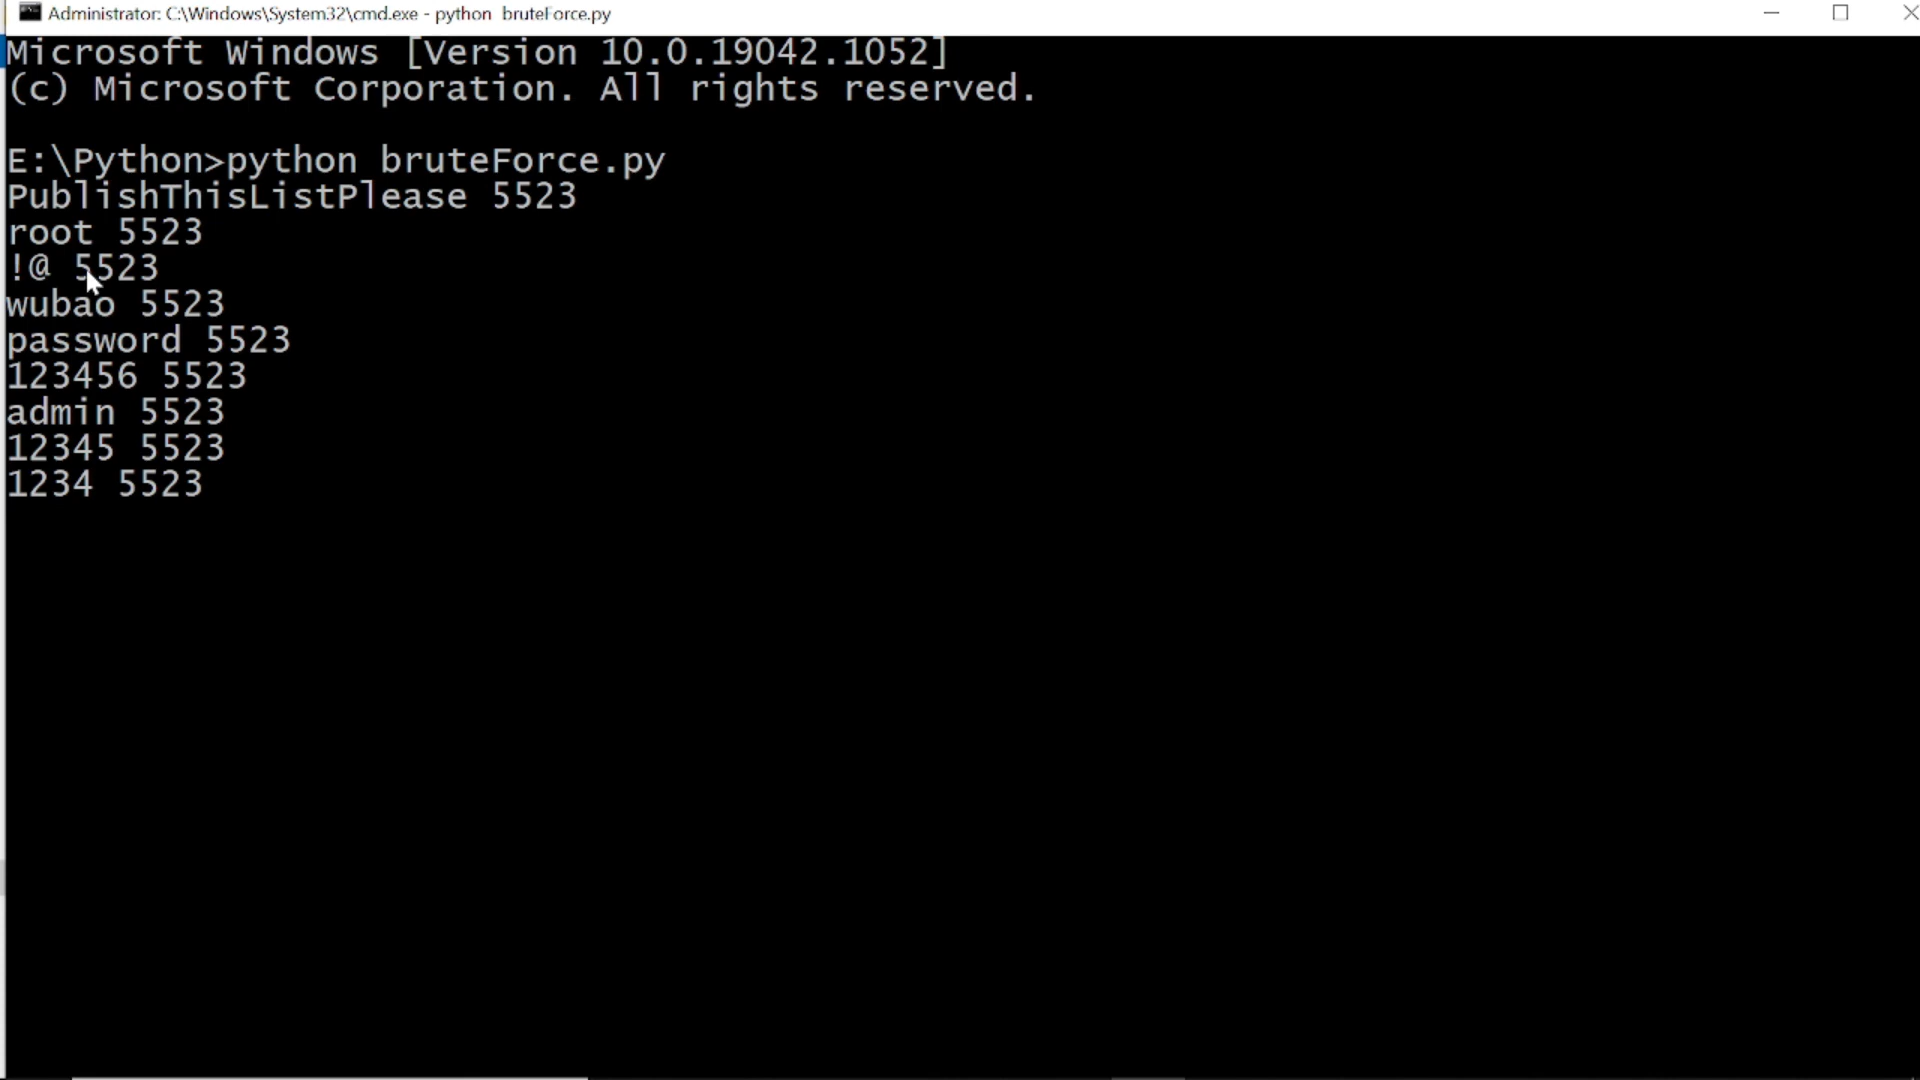 Administrator: C:\Windows\System32\cmd.exe - python  bruteForce.py
Microsoft Windows [Version 10.0.19042.1052]
(c) Microsoft Corporation. All rights reserved.
E:\Python>python bruteForce.py
PublishThisListPlease 5523
root 5523
!@ 5523
wubao 5523
password 5523
123456 5523
admin 5523
12345 5523
1234 5523